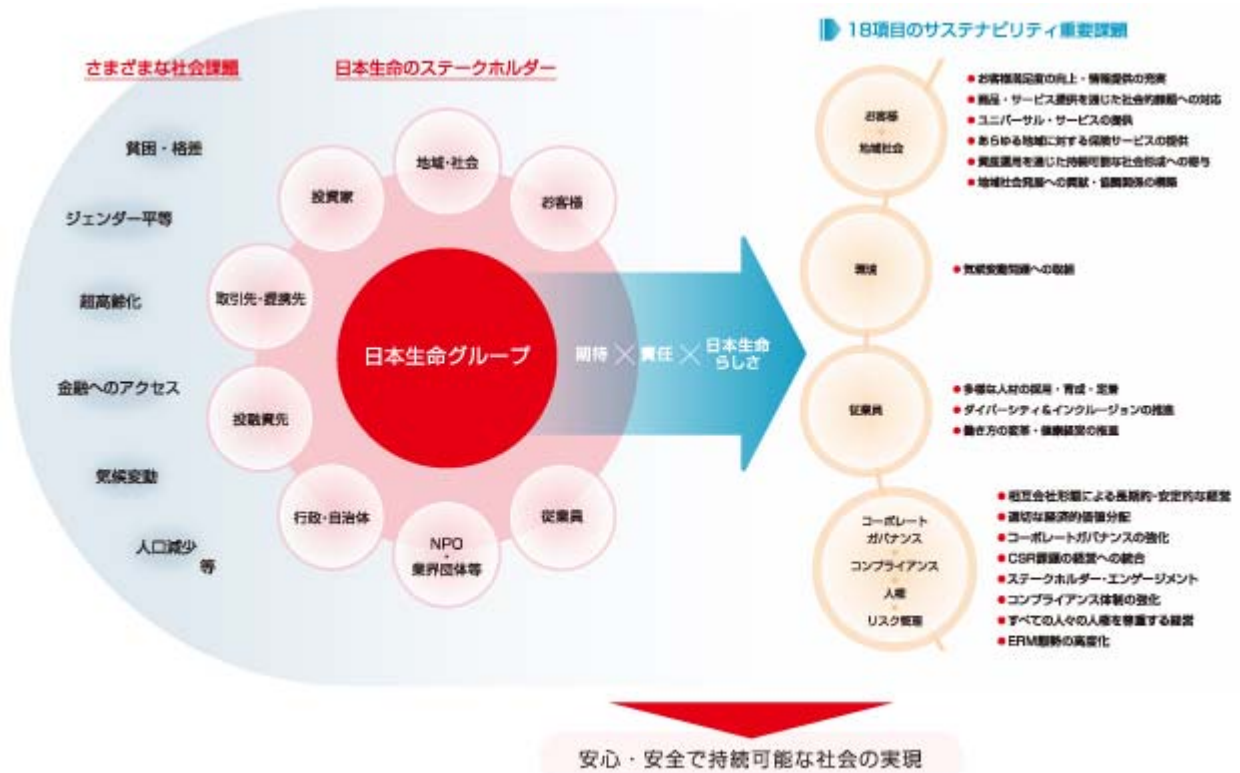 さまざまな社会課題
貧困・格差
ジェンダー平等
超高齢化
金融へのアクセス
気候変動
人口減少
等
日本生命のステークホルダー
地域・社会
投資家
お客様
取引先・提携先
投融資先
行政・自治体
NPO
・
業界団体等
従業員
日本生命グループ
期待×責任×日本生命
らしさ
18項目のサステナビリティ重要課題
お客様
・
地域社会
●お客様満足度の向上・情報提供の充実
●商品・サービス提供を通じた社会的課題への対応
●ユニバーサル・サービスの提供
●あらゆる地域に対する保険サービスの提供
●資産運用を通じた持続可能な社会形成への寄与
●地域社会発展への貢献・協働関係の構築
環境
●気候変動問題への取組
従業員
●多様な人材の採用・育成・定着
●ダイバーシティ&インクルージョンの推進
●働き方の変革・健康経営の推進
コーポレート
ガバナンス
・
コンプライアンス
・
人権
・
リスク管理
●相互会社形態による長期的・安定的な経営
●適切な経済的価値分配
●コーポレートガバナンスの強化
●CSR課題の経営への統合
●ステークホルダー・エンゲージメント
●コンプライアンス体制の強化
●すべての人々の人権を尊重する経営
●ERM態勢の高度化
安心・安全で持続可能な社会の実現